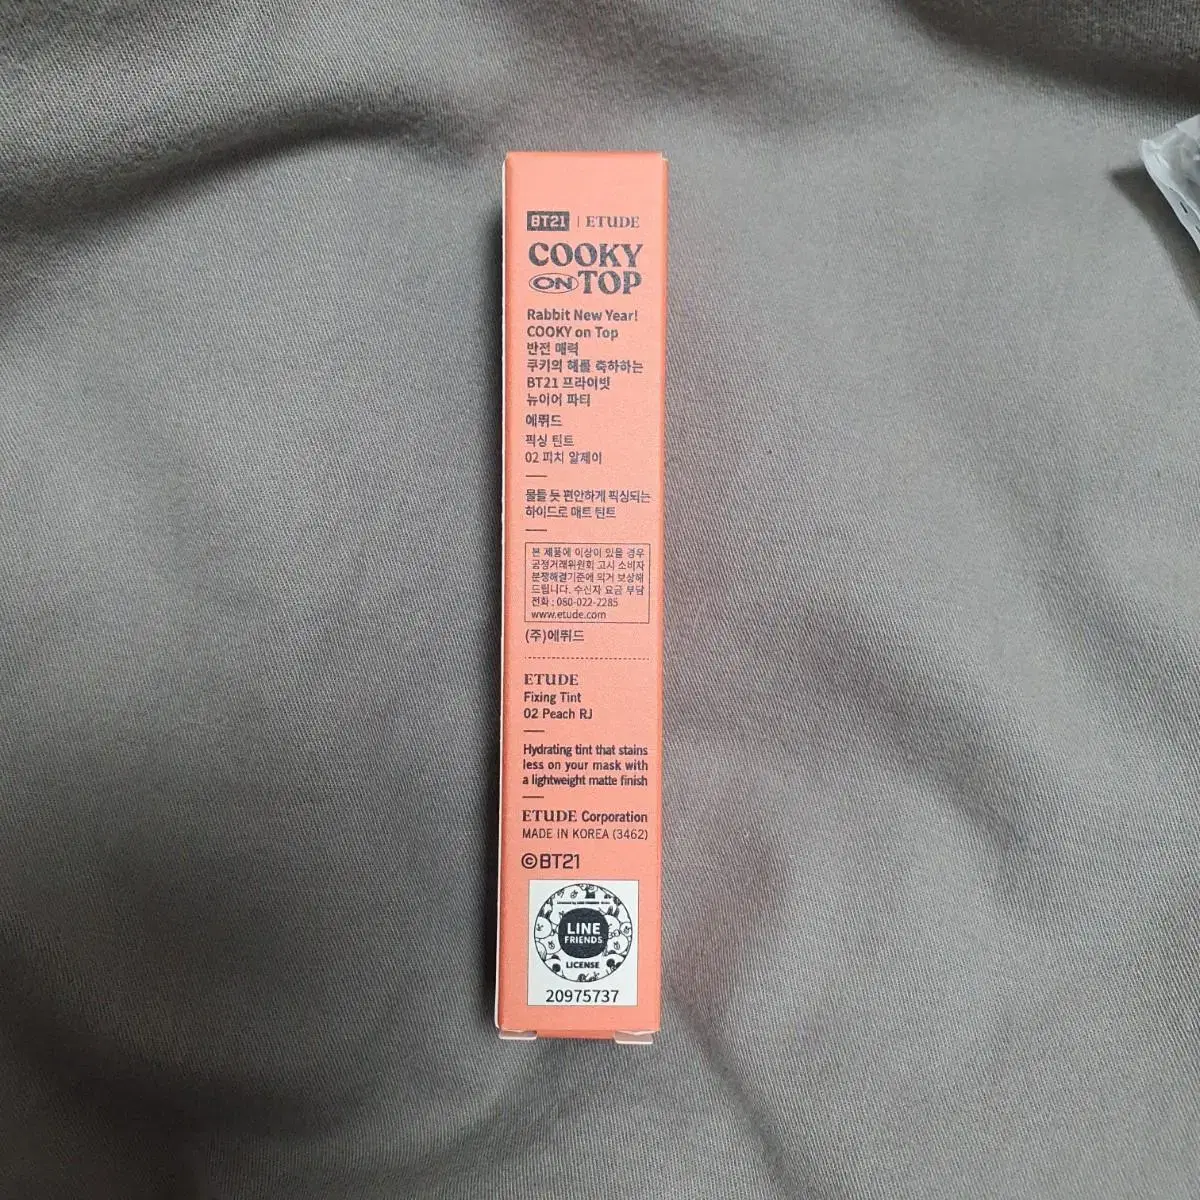 BT21 | ETUDE
COOKY
ON TOP
Rabbit New Year!
COOKY on Top
반전 매력
쿠키의 해를 축하하는
BT21 프라이빗
뉴이어 파티
에뛰드
픽싱 틴트
02 피치 알제이
물들 듯 편안하게 픽싱되는
하이드로 매트 틴트
본 제품에 이상이 있을 경우
공정거래위원회 고시 소비자
분쟁해결기준에 의거 보상해
드립니다. 수신자 요금 부담
전화 : 080-022-2285
www.etude.com
(주)에뛰드
ETUDE
Fixing Tint
02 Peach RJ
Hydrating tint that stains
less on your mask with
a lightweight matte finish
ETUDE Corporation
MADE IN KOREA (3462)
©BT21
LINE
FRIENDS
LICENSE
20975737